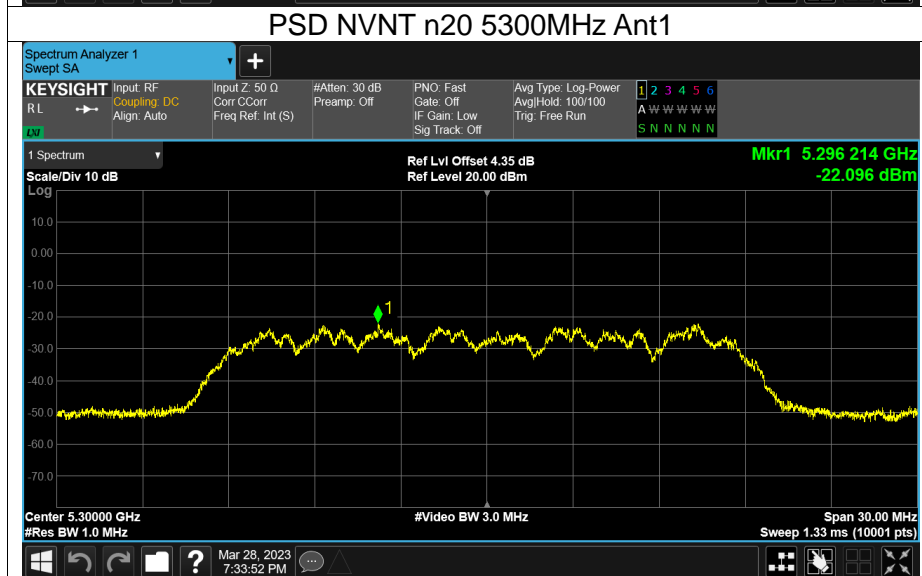 PSD NVNT n20 5300MHz Ant1
Spectrum Analyzer 1
Swept SA
+
KEYSIGHT
RL
LXI
Input: RF
Coupling: DC
Align: Auto
Input Z: 50 Ω
Corr CCorr
Freq Ref: Int (S)
#Atten: 30 dB
Preamp: Off
PNO: Fast
Gate: Off
IF Gain: Low
Sig Track: Off
Avg Type: Log-Power
Avg|Hold: 100/100
Trig: Free Run
1 2 3 4 5 6
A W W W W W
S N N N N N
1 Spectrum
Scale/Div 10 dB
Log
Ref Lvl Offset 4.35 dB
Ref Level 20.00 dBm
Mkr1 5.296 214 GHz
-22.096 dBm
10.0
0.00
-10.0
-20.0
-30.0
-40.0
-50.0
-60.0
-70.0
1
Center 5.30000 GHz
#Res BW 1.0 MHz
#Video BW 3.0 MHz
Span 30.00 MHz
Sweep 1.33 ms (10001 pts)
?
Mar 28, 2023
7:33:52 PM